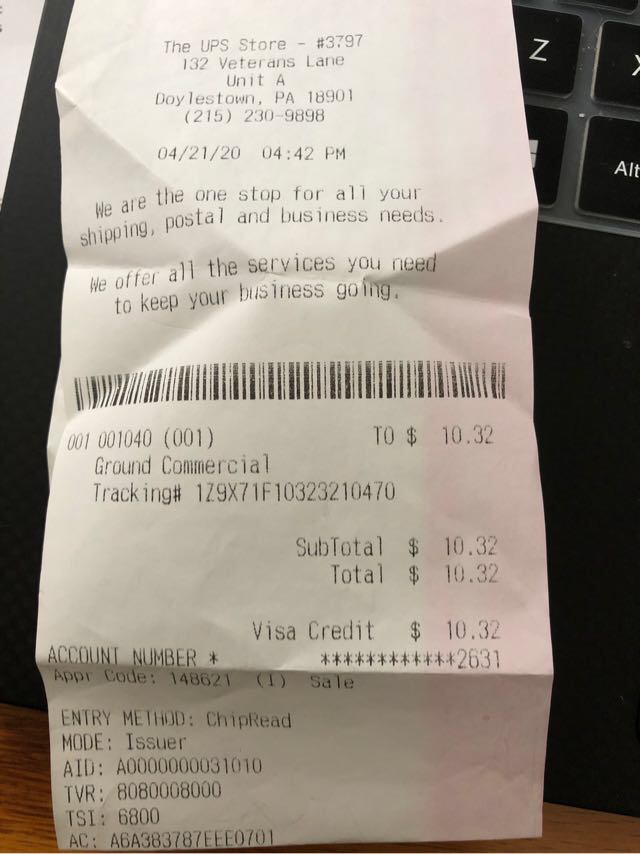 The UPS Store - #3797
132 Veterans Lane
Unit A
Doylestown, PA 18901
(215) 230-9898
04/21/20 04:42 PM
We are the one stop for all your
shipping, postal and business needs.
We offer all the services you need
to keep your business going.
001 001040 (001) TO $ 10.32
Ground Commercial
Tracking# 1Z9X71F10323210470
SubTotal $ 10.32
Total $ 10.32
Visa Credit $ 10.32
ACCOUNT NUMBER * ************2631
Appr Code: 148621 (I) Sale
ENTRY METHOD: ChipRead
MODE: Issuer
AID: A0000000031010
TVR: 8080008000
TSI: 6800
AC: A6A383787EEE0701
Z
X
Alt